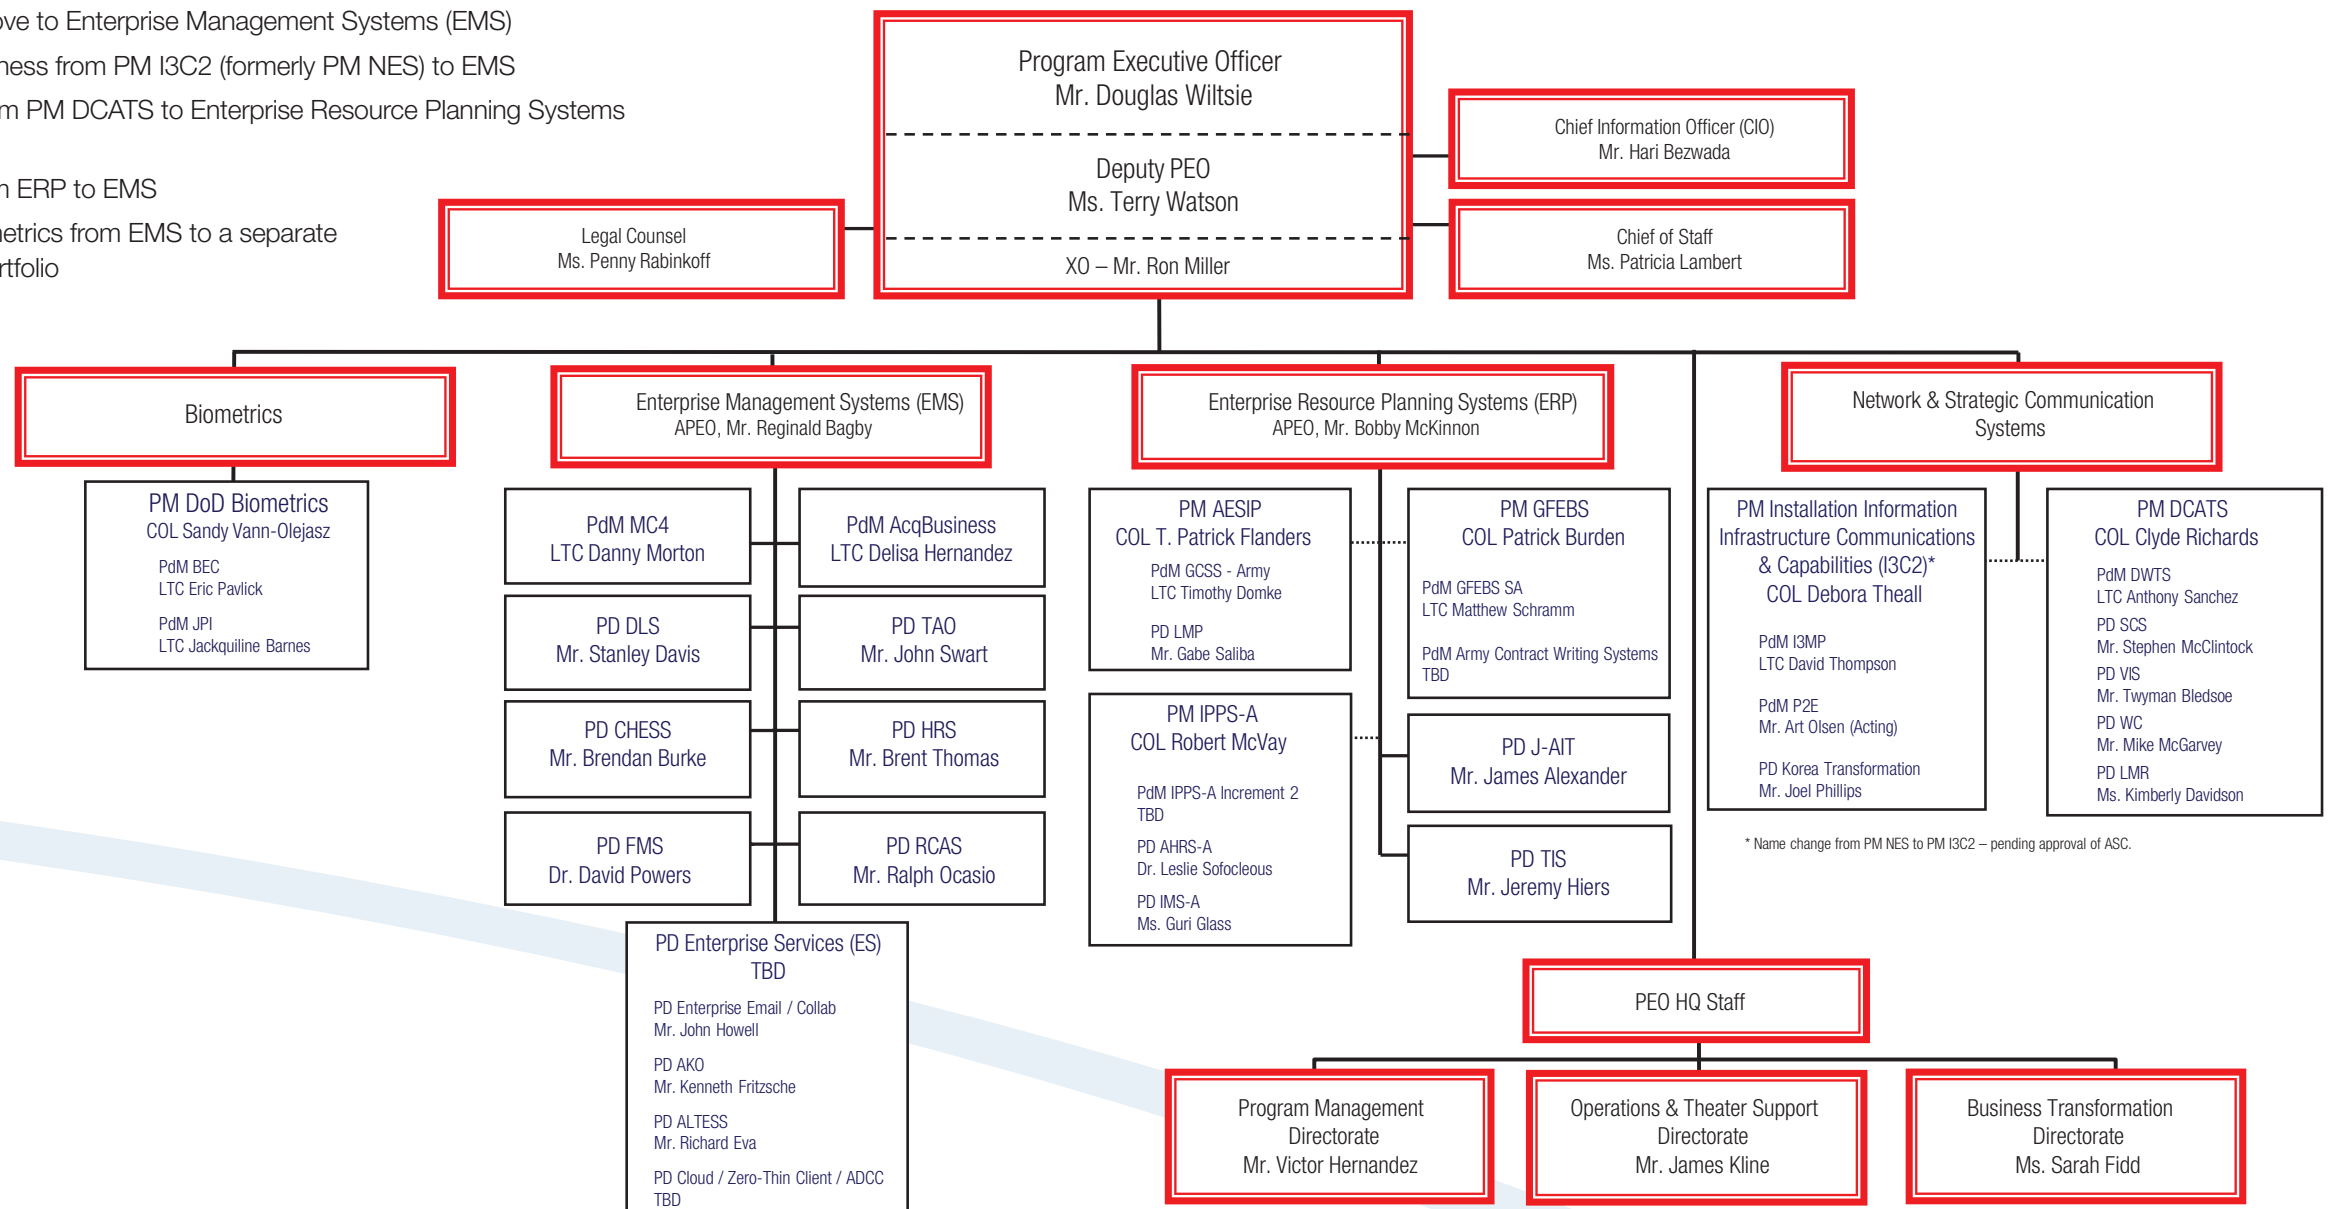 ove to Enterprise Management Systems (EMS)
ness from PM I3C2 (formerly PM NES) to EMS
m PM DCATS to Enterprise Resource Planning Systems
n ERP to EMS
netrics from EMS to a separate
rtfolio
Program Executive Officer
Mr. Douglas Wiltsie
Deputy PEO
Ms. Terry Watson
XO – Mr. Ron Miller
Chief Information Officer (CIO)
Mr. Hari Bezwada
Legal Counsel
Ms. Penny Rabinkoff
Chief of Staff
Ms. Patricia Lambert
Biometrics
Enterprise Management Systems (EMS)
APEO, Mr. Reginald Bagby
Enterprise Resource Planning Systems (ERP)
APEO, Mr. Bobby McKinnon
Network & Strategic Communication
Systems
PM DoD Biometrics
COL Sandy Vann-Olejasz
PdM BEC
LTC Eric Pavlick
PdM JPI
LTC Jackquiline Barnes
PdM MC4
LTC Danny Morton
PdM AcqBusiness
LTC Delisa Hernandez
PD DLS
Mr. Stanley Davis
PD TAO
Mr. John Swart
PD CHESS
Mr. Brendan Burke
PD HRS
Mr. Brent Thomas
PD FMS
Dr. David Powers
PD RCAS
Mr. Ralph Ocasio
PD Enterprise Services (ES)
TBD
PD Enterprise Email / Collab
Mr. John Howell
PD AKO
Mr. Kenneth Fritzsche
PD ALTESS
Mr. Richard Eva
PD Cloud / Zero-Thin Client / ADCC
TBD
PM AESIP
COL T. Patrick Flanders
PdM GCSS - Army
LTC Timothy Domke
PD LMP
Mr. Gabe Saliba
PM GFEBS
COL Patrick Burden
PdM GFEBS SA
LTC Matthew Schramm
PdM Army Contract Writing Systems
TBD
PM IPPS-A
COL Robert McVay
PdM IPPS-A Increment 2
TBD
PD AHRS-A
Dr. Leslie Sofocleous
PD IMS-A
Ms. Guri Glass
PD J-AIT
Mr. James Alexander
PD TIS
Mr. Jeremy Hiers
PM Installation Information
Infrastructure Communications
& Capabilities (I3C2)*
COL Debora Theall
PdM I3MP
LTC David Thompson
PdM P2E
Mr. Art Olsen (Acting)
PD Korea Transformation
Mr. Joel Phillips
PM DCATS
COL Clyde Richards
PdM DWTS
LTC Anthony Sanchez
PD SCS
Mr. Stephen McClintock
PD VIS
Mr. Twyman Bledsoe
PD WC
Mr. Mike McGarvey
PD LMR
Ms. Kimberly Davidson
* Name change from PM NES to PM I3C2 – pending approval of ASC.
PEO HQ Staff
Program Management
Directorate
Mr. Victor Hernandez
Operations & Theater Support
Directorate
Mr. James Kline
Business Transformation
Directorate
Ms. Sarah Fidd